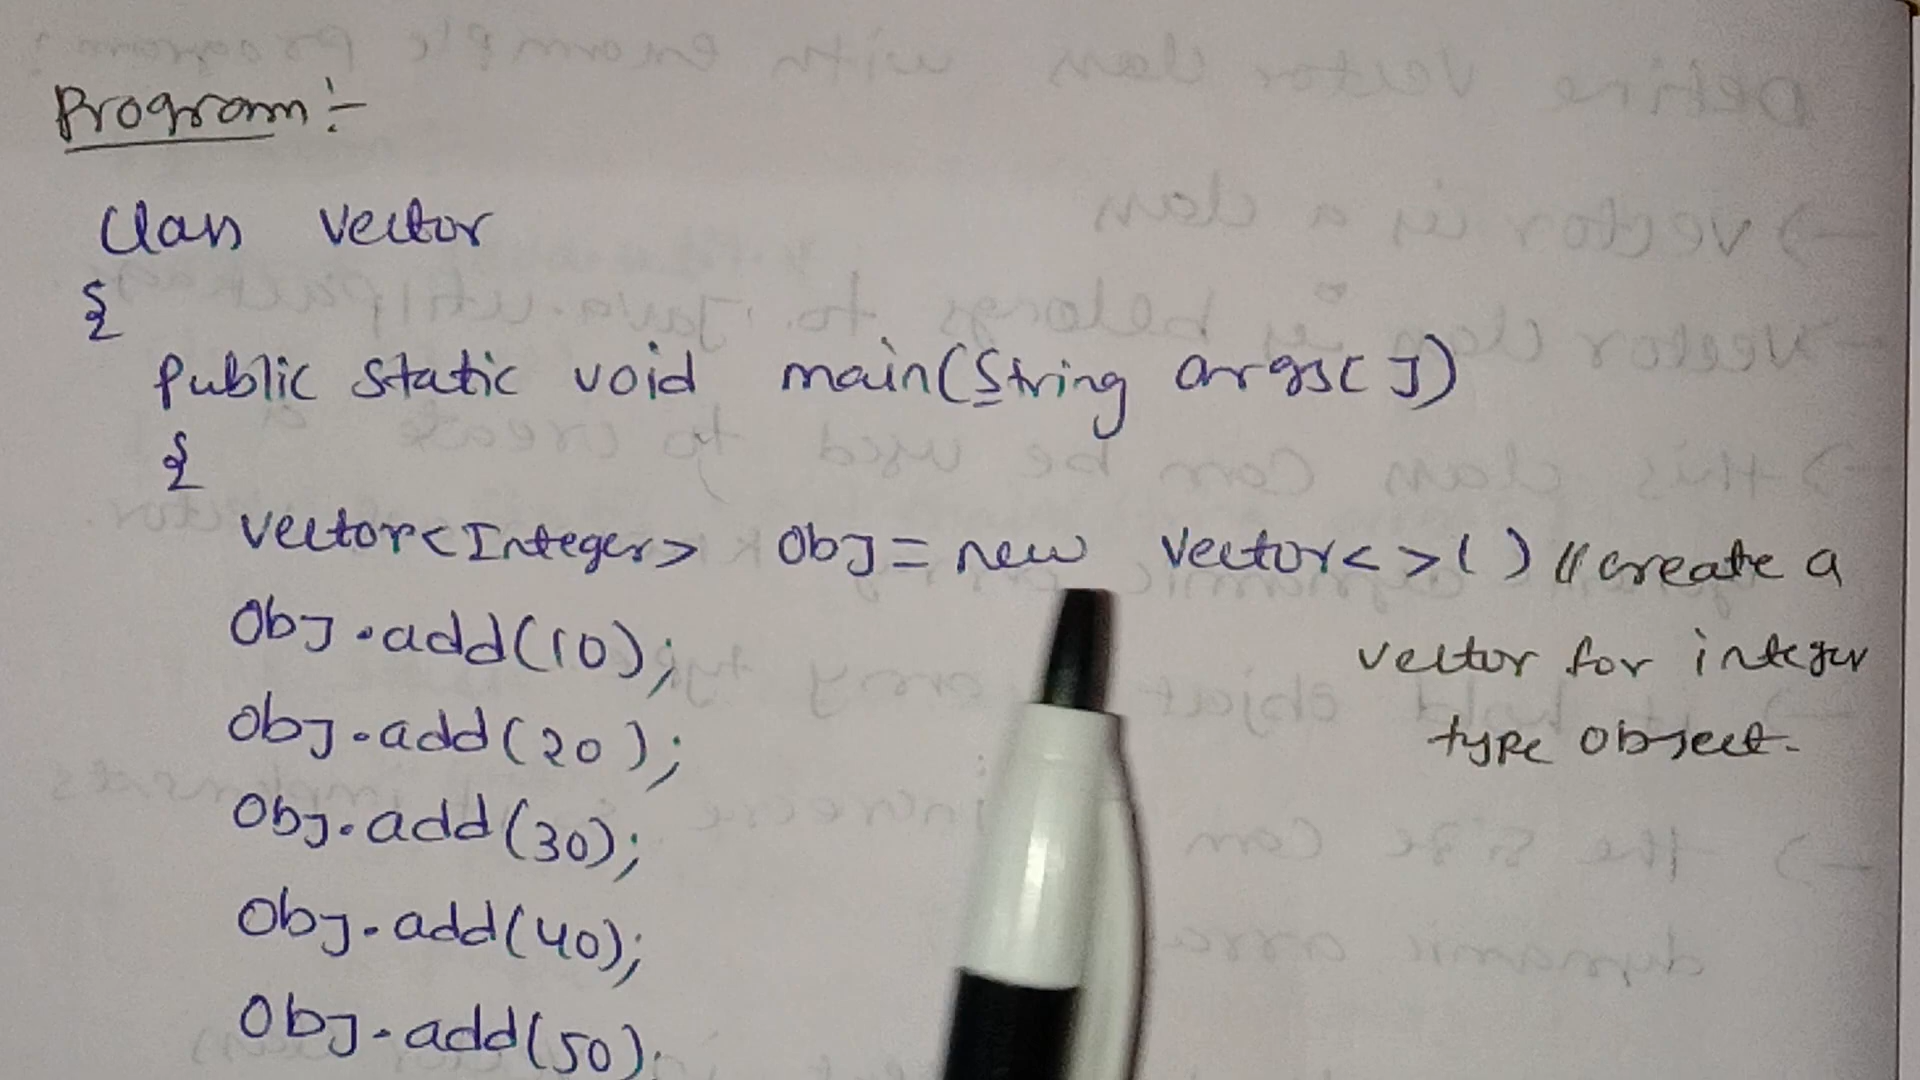 Program:-
class vector
{
public static void main(String args[])
{
vector<Integer> obj=new vector<>() //create a
vector for integer
type object.
obj.add(10);
obj.add(20);
obj.add(30);
obj.add(40);
obj.add(50);